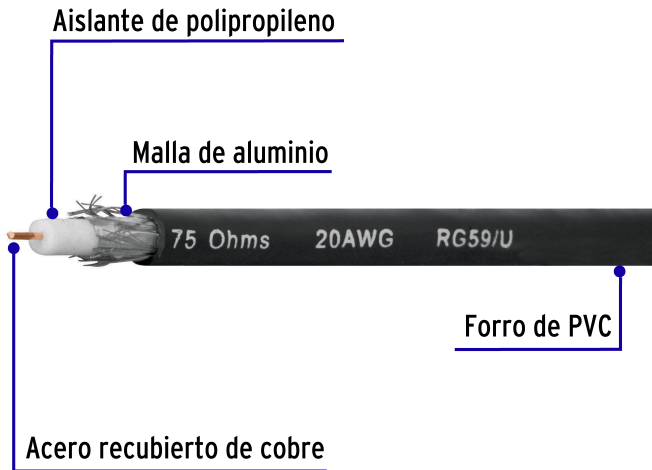 Aislante de polipropileno
Malla de aluminio
75 Ohms 20AWG RG59/U
Forro de PVC
Acero recubierto de cobre